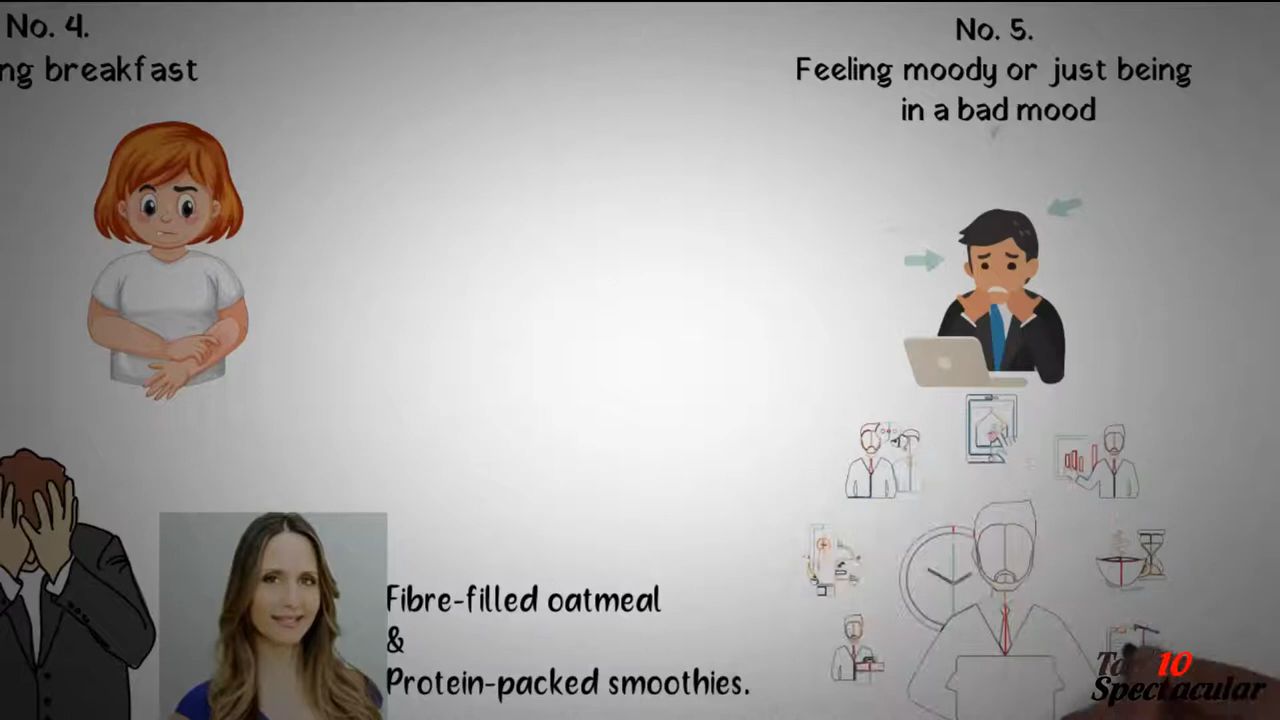 No. 4.
ng breakfast
No. 5.
Feeling moody or just being
in a bad mood
Fibre-filled oatmeal
&
Protein-packed smoothies.
Top 10
Spectacular